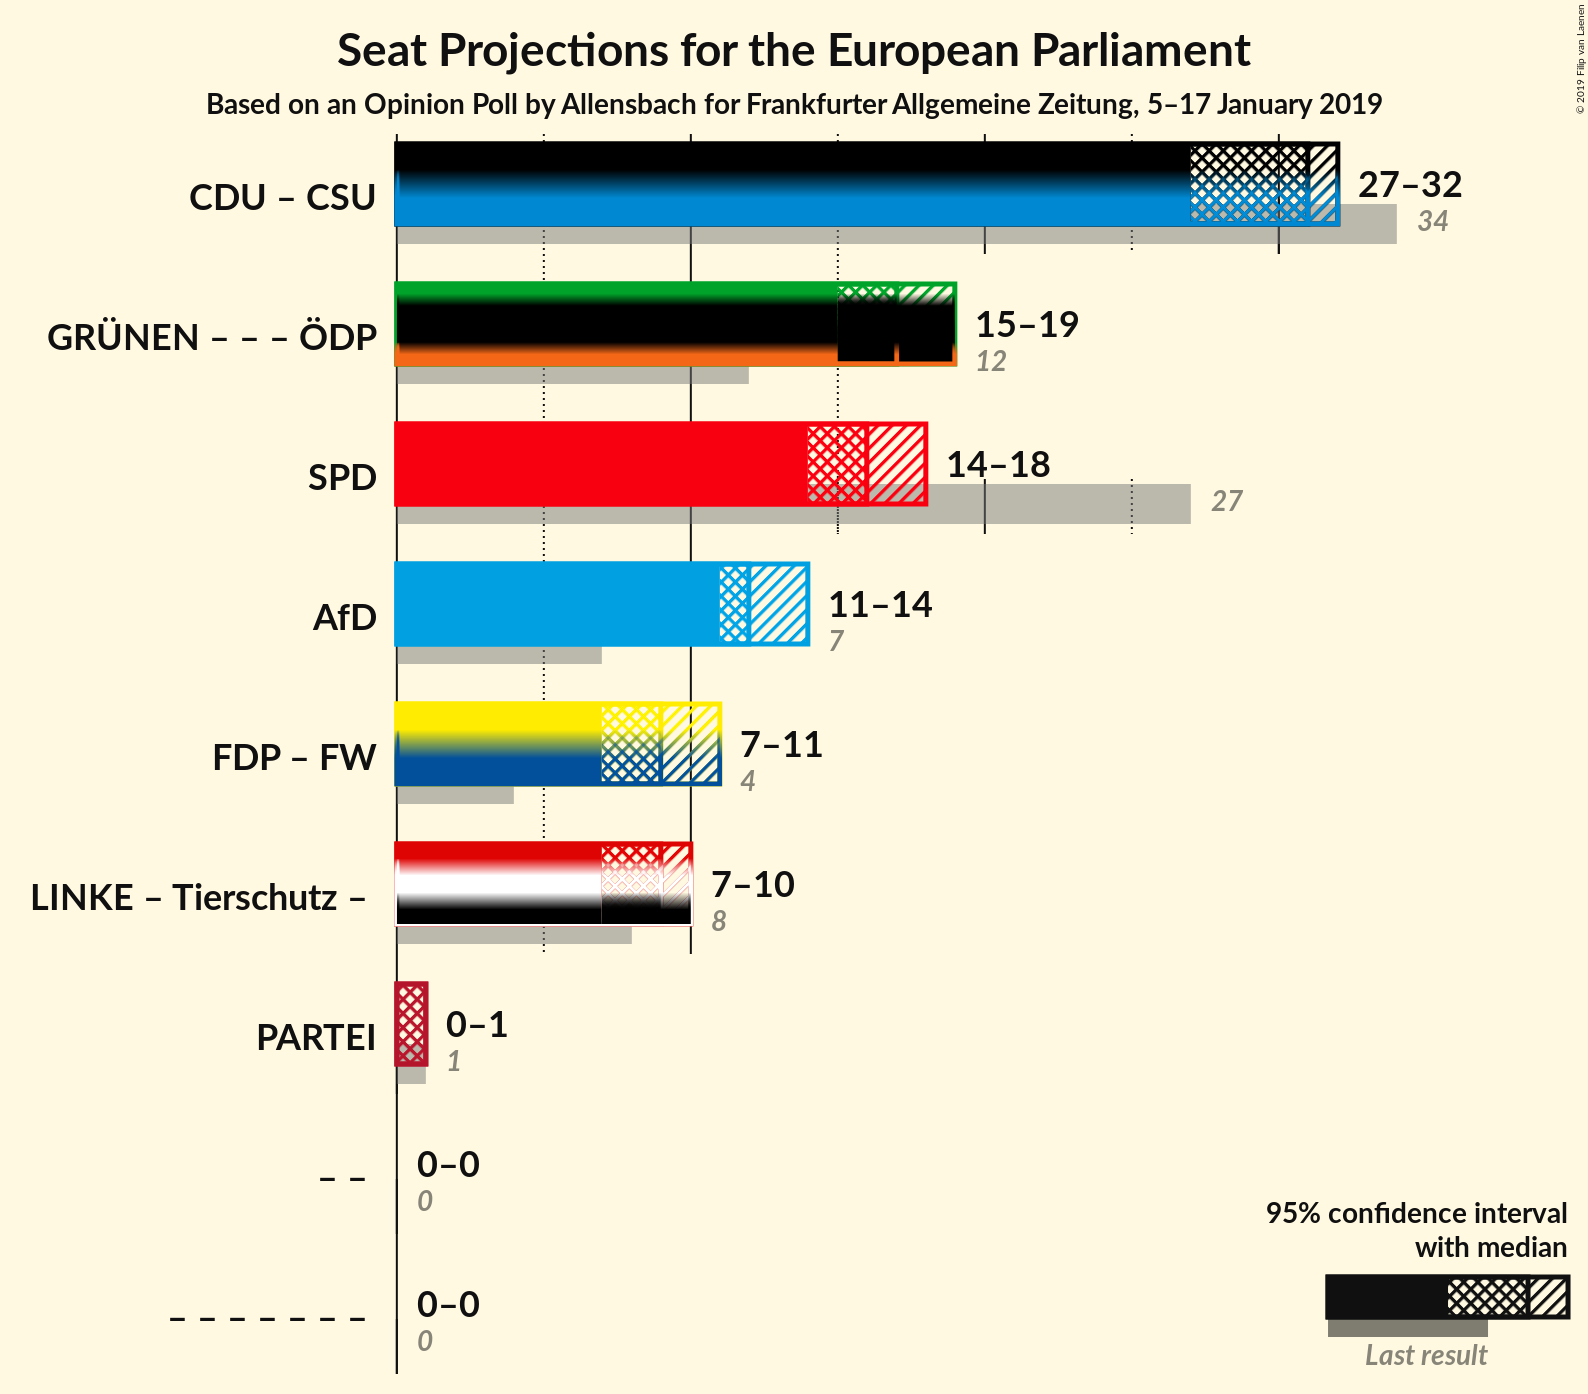 Seat Projections for the European Parliament
Based on an Opinion Poll by Allensbach for Frankfurter Allgemeine Zeitung, 5–17 January 2019
© 2019 Filip van Laenen
CDU – CSU
27–32
34
GRÜNEN – – – ÖDP
15–19
12
SPD
14–18
27
AfD
11–14
7
FDP – FW
7–11
4
LINKE – Tierschutz –
7–10
8
PARTEI
0–1
1
– –
0–0
0
– – – – – – –
0–0
0
95% confidence interval
with median
Last result